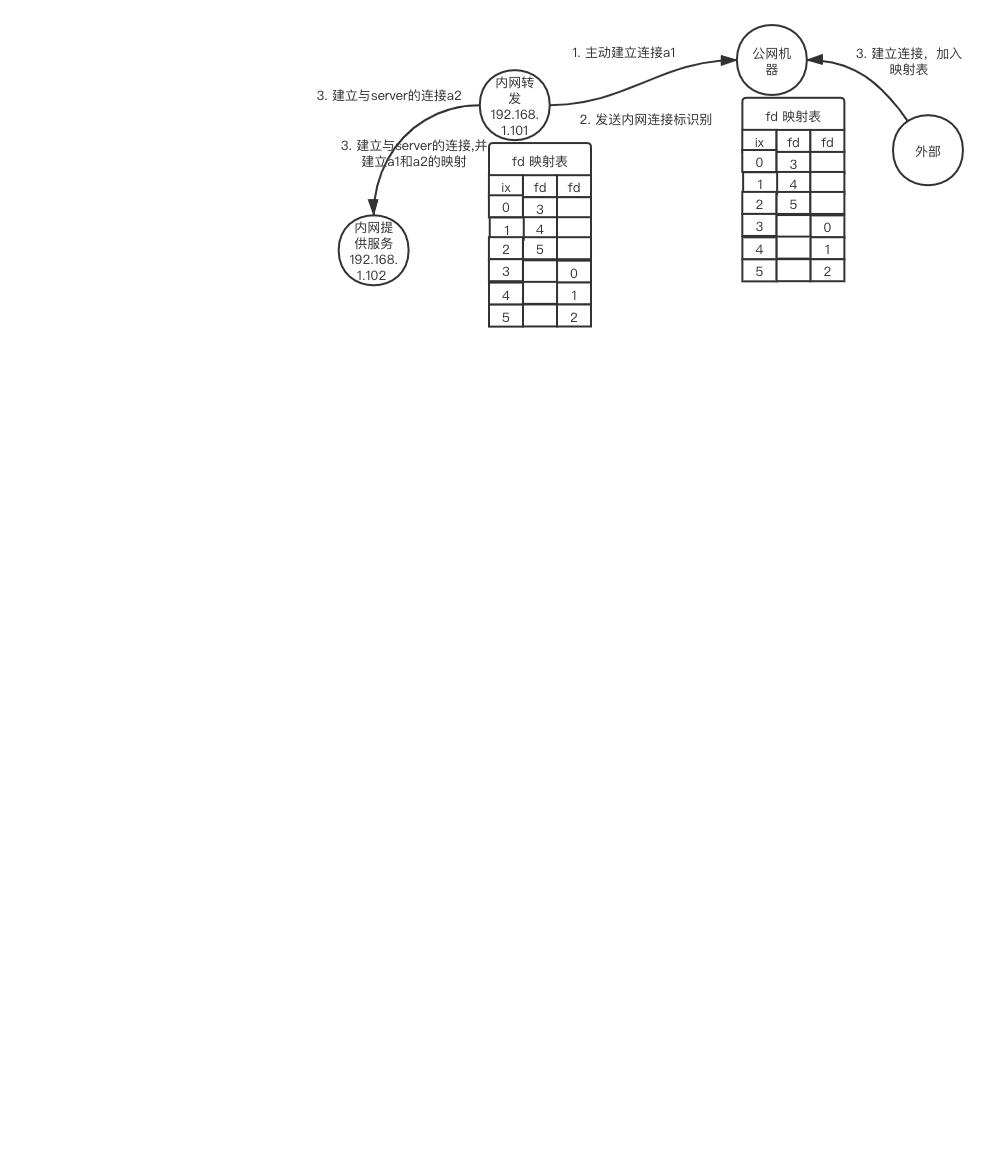 1. 主动建立连接a1
公网机
器
3. 建立连接，加入
映射表
内网转
发
192.168.
1.101
3. 建立与server的连接a2
2. 发送内网连接标识别
3. 建立与server的连接,并
建立a1和a2的映射
外部
内网提
供服务
192.168.
1.102
fd 映射表
ix fd fd
0 3
1 4
2 5
3 0
4 1
5 2
fd 映射表
ix fd fd
0 3
1 4
2 5
3 0
4 1
5 2